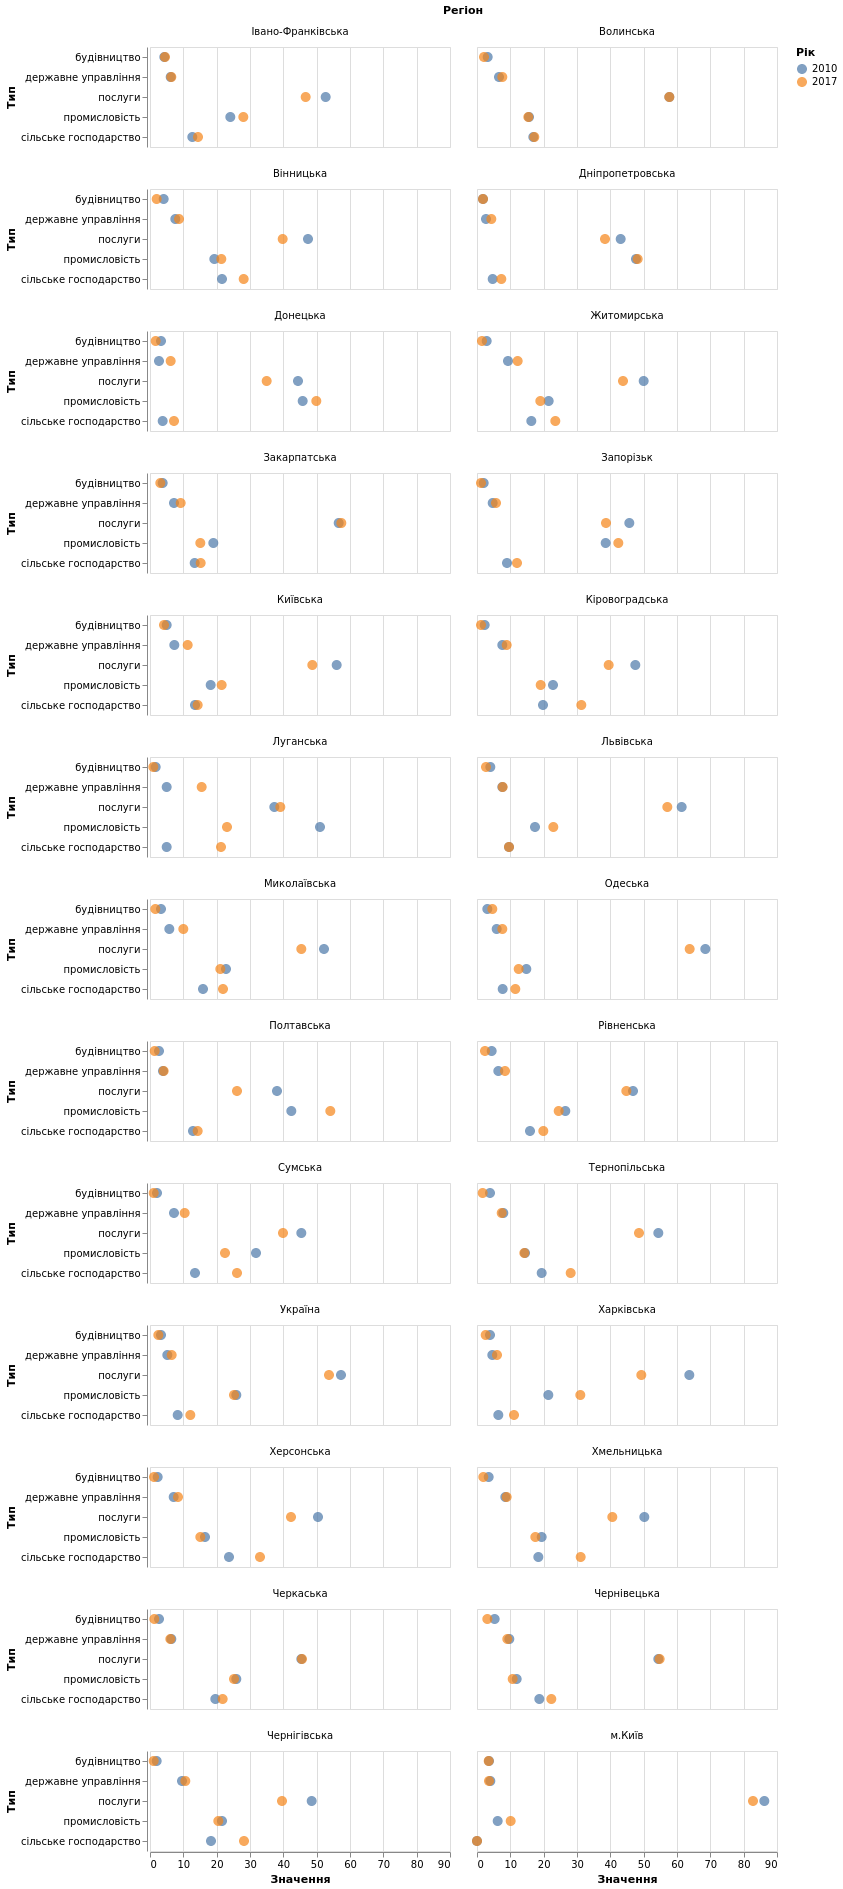 Регіон
Івано-Франківська
Волинська
Рік
2010
2017
Тип
будівництво
державне управління
послуги
промисловість
сільське господарство
Вінницька
Дніпропетровська
Тип
будівництво
державне управління
послуги
промисловість
сільське господарство
Донецька
Житомирська
Тип
будівництво
державне управління
послуги
промисловість
сільське господарство
Закарпатська
Запорізьк
Тип
будівництво
державне управління
послуги
промисловість
сільське господарство
Київська
Кіровоградська
Тип
будівництво
державне управління
послуги
промисловість
сільське господарство
Луганська
Львівська
Тип
будівництво
державне управління
послуги
промисловість
сільське господарство
Миколаївська
Одеська
Тип
будівництво
державне управління
послуги
промисловість
сільське господарство
Полтавська
Рівненська
Тип
будівництво
державне управління
послуги
промисловість
сільське господарство
Сумська
Тернопільська
Тип
будівництво
державне управління
послуги
промисловість
сільське господарство
Україна
Харківська
Тип
будівництво
державне управління
послуги
промисловість
сільське господарство
Херсонська
Хмельницька
Тип
будівництво
державне управління
послуги
промисловість
сільське господарство
Черкаська
Чернівецька
Тип
будівництво
державне управління
послуги
промисловість
сільське господарство
Чернігівська
м.Київ
Тип
будівництво
державне управління
послуги
промисловість
сільське господарство
0 10 20 30 40 50 60 70 80 90
0 10 20 30 40 50 60 70 80 90
Значення
Значення